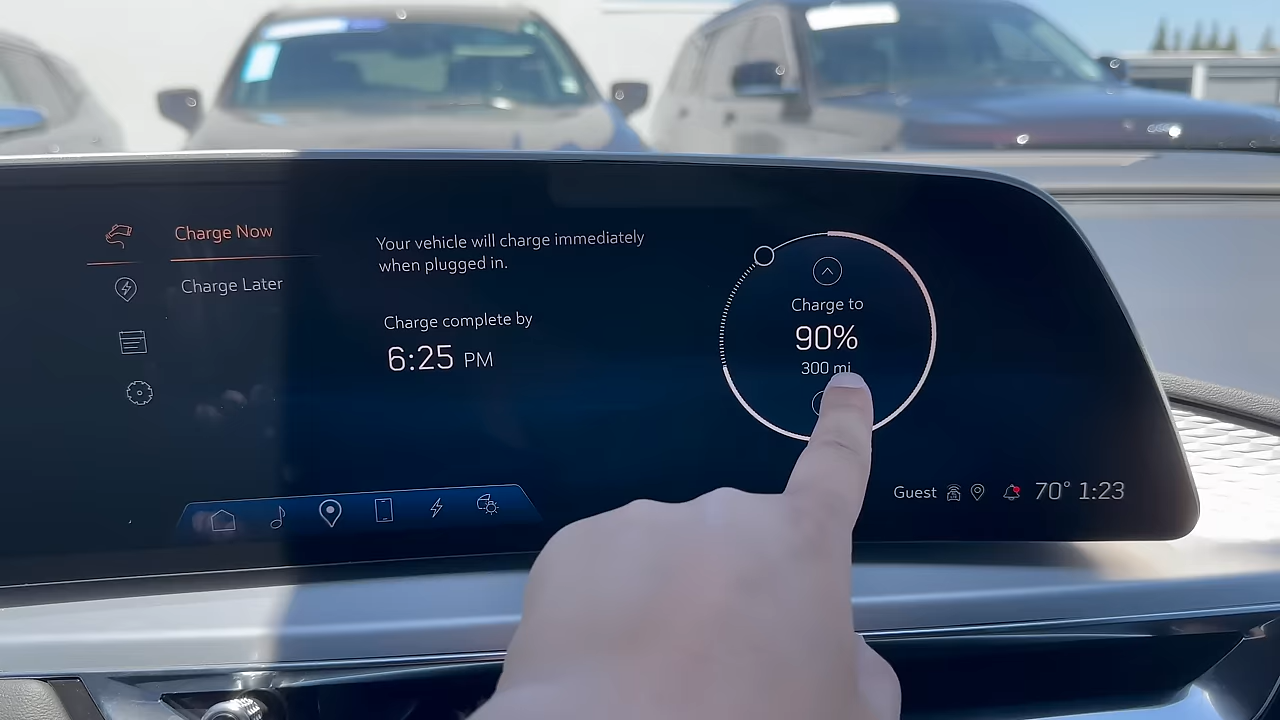 Charge Now
Charge Later
Your vehicle will charge immediately
when plugged in.
Charge complete by
6:25 PM
Charge to
90%
300 mi
Guest 70° 1:23